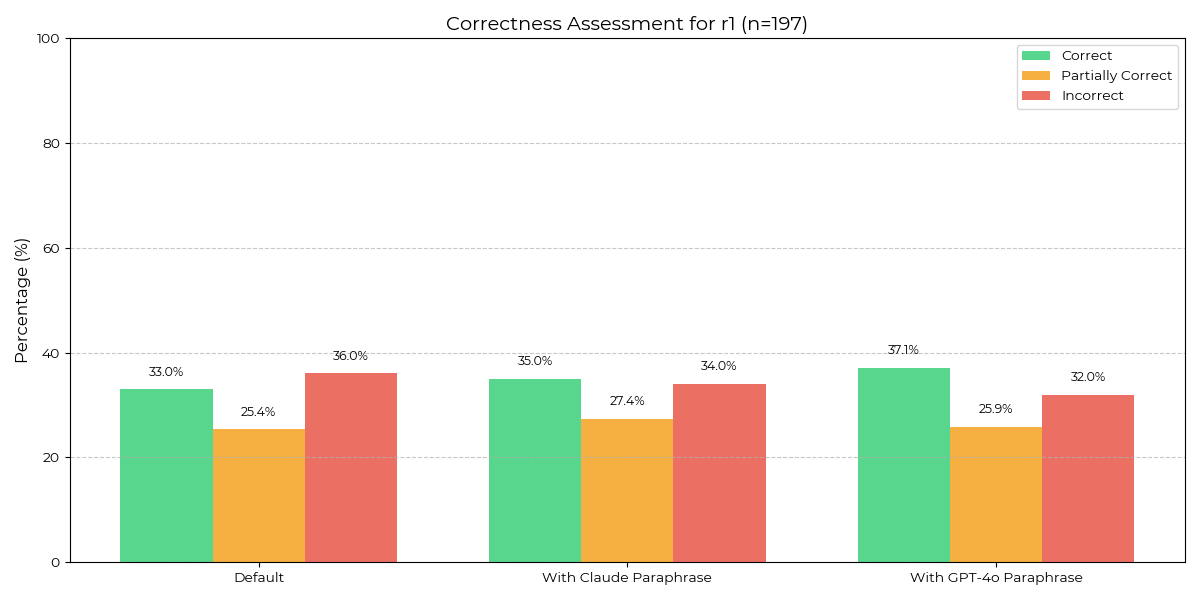 Correctness Assessment for r1 (n=197)
Correct
Partially Correct
Incorrect
Percentage (%)
100
80
60
40
20
0
33.0%
25.4%
36.0%
35.0%
27.4%
34.0%
37.1%
25.9%
32.0%
Default
With Claude Paraphrase
With GPT-4o Paraphrase